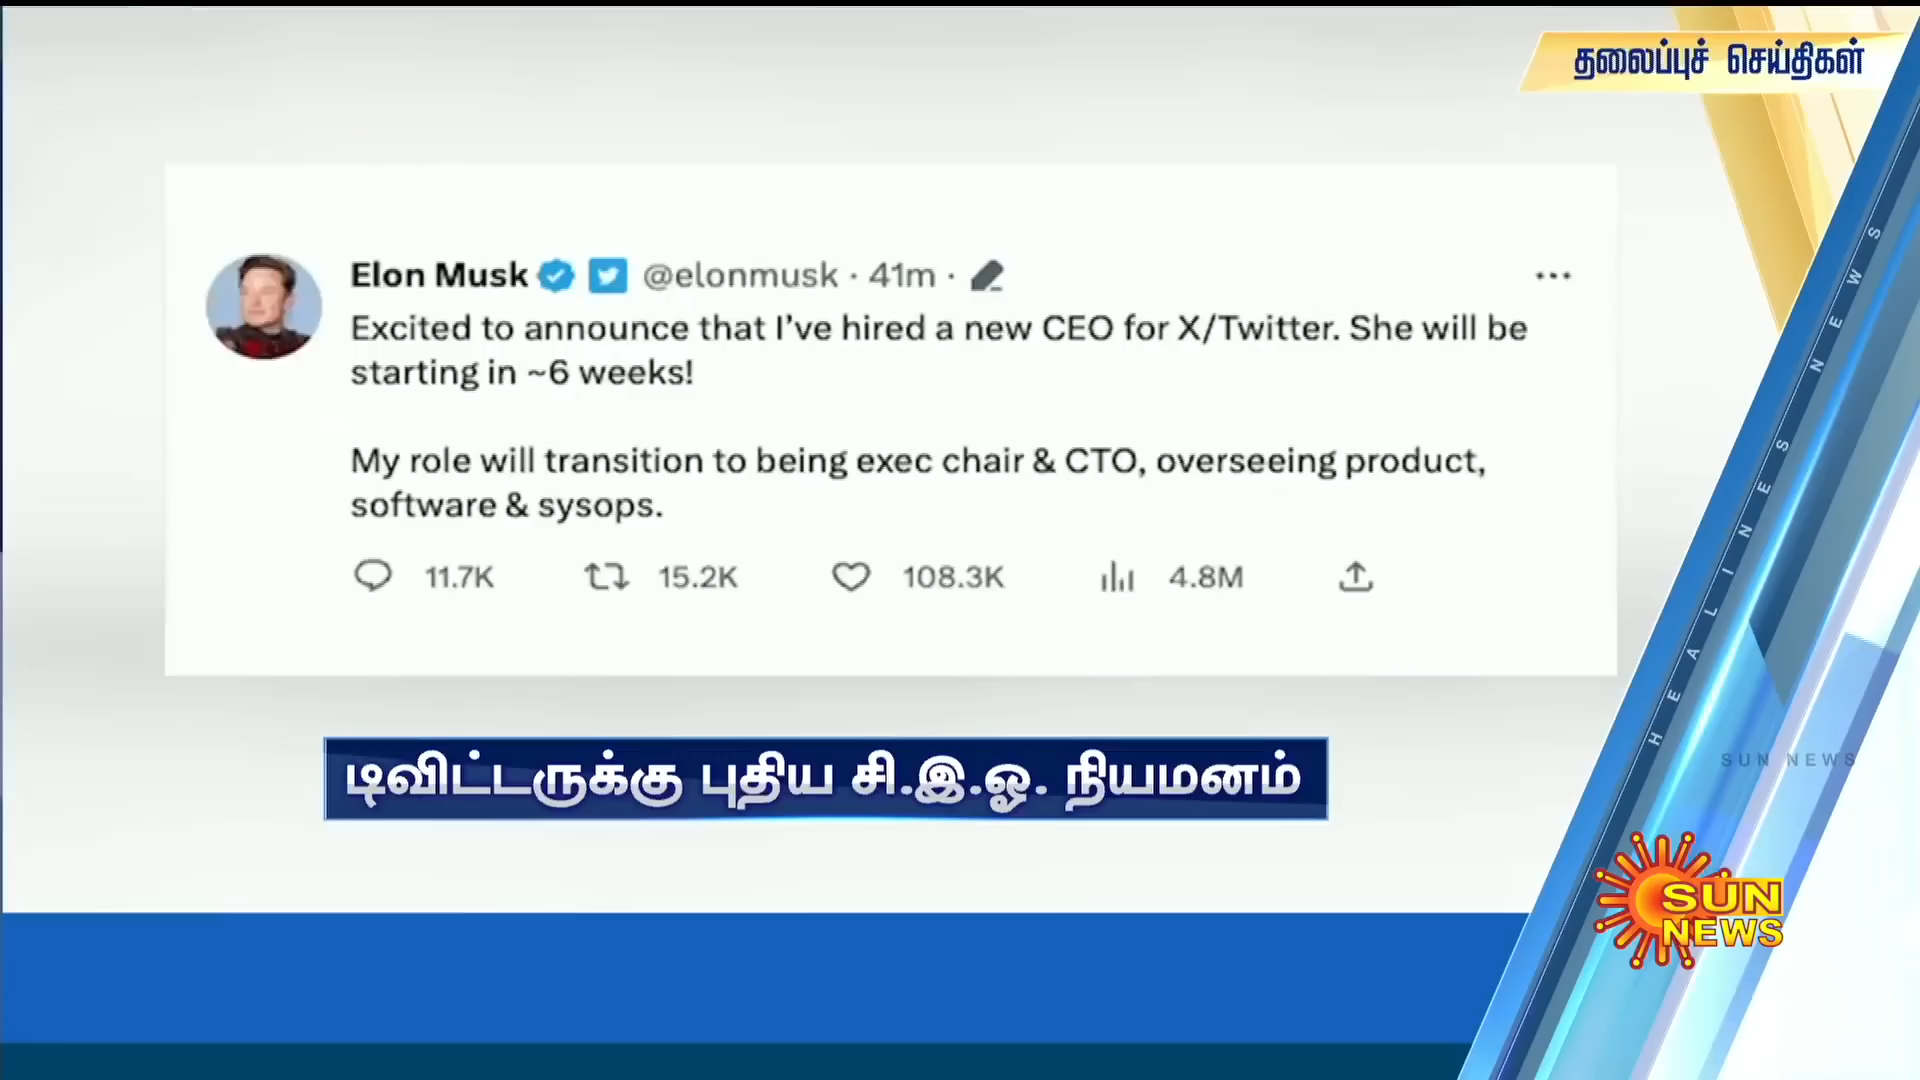 தலைப்புச் செய்திகள்
Elon Musk @elonmusk · 41m ·
Excited to announce that I've hired a new CEO for X/Twitter. She will be
starting in ~6 weeks!
My role will transition to being exec chair & CTO, overseeing product,
software & sysops.
11.7K 15.2K 108.3K 4.8M
டிவிட்டருக்கு புதிய சி.இ.ஓ. நியமனம்
HEALINES NEWS
SUN NEWS
SUN
NEWS